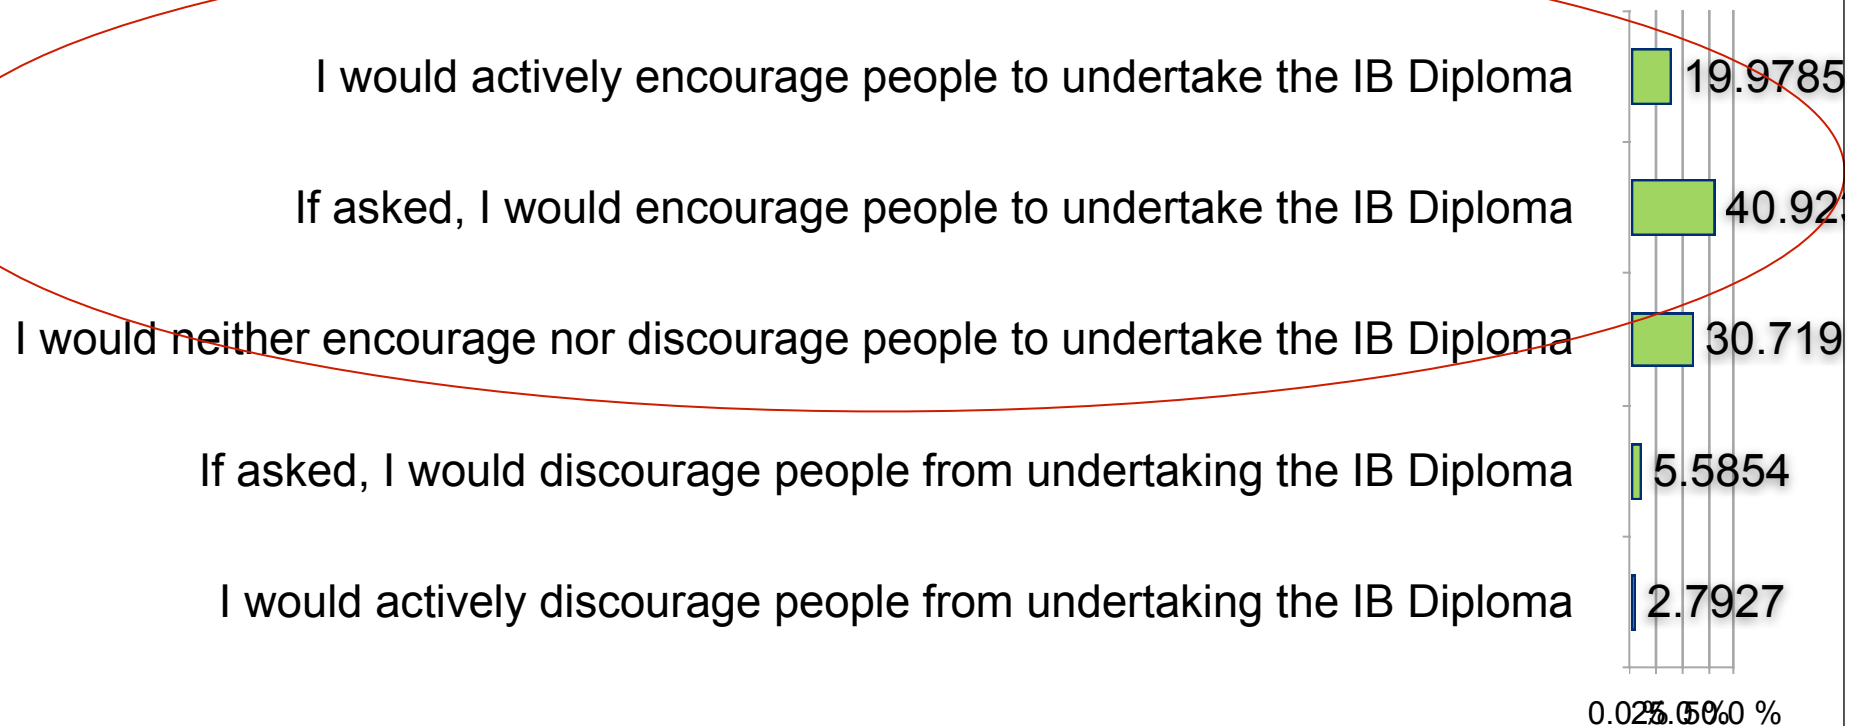 I would actively encourage people to undertake the IB Diploma 19.9785
If asked, I would encourage people to undertake the IB Diploma 40.92
I would neither encourage nor discourage people to undertake the IB Diploma 30.719
If asked, I would discourage people from undertaking the IB Diploma 5.5854
I would actively discourage people from undertaking the IB Diploma 2.7927